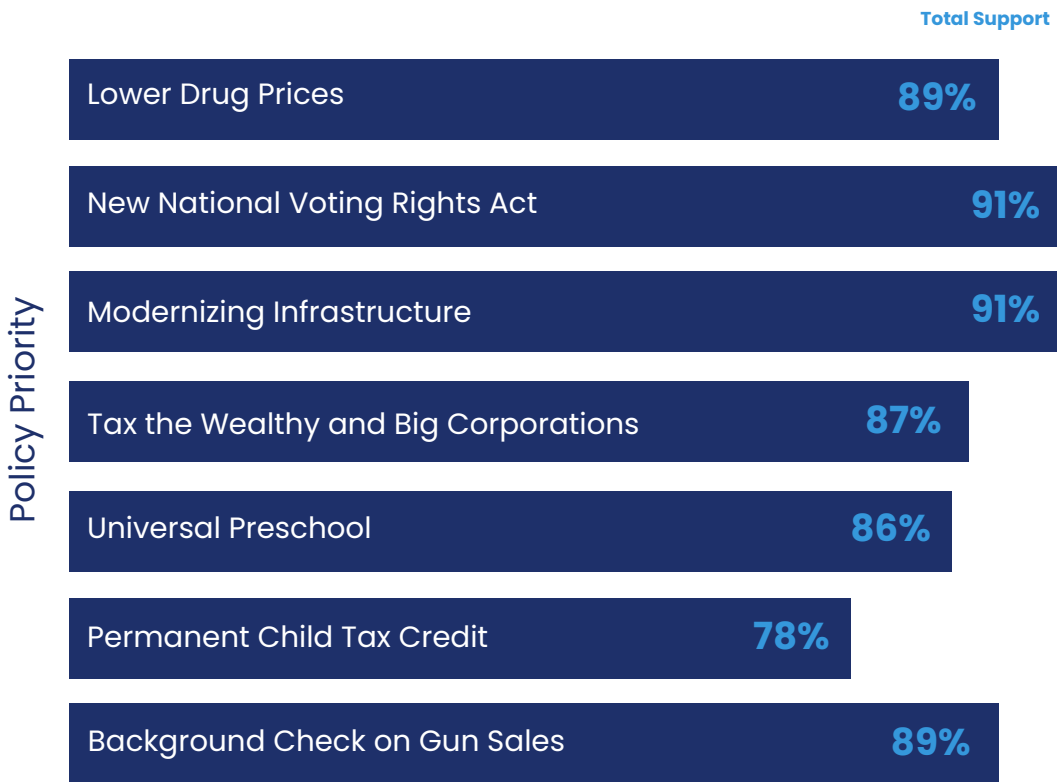 Total Support
Lower Drug Prices 89%
New National Voting Rights Act 91%
Modernizing Infrastructure 91%
Policy Priority
Tax the Wealthy and Big Corporations 87%
Universal Preschool 86%
Permanent Child Tax Credit 78%
Background Check on Gun Sales 89%